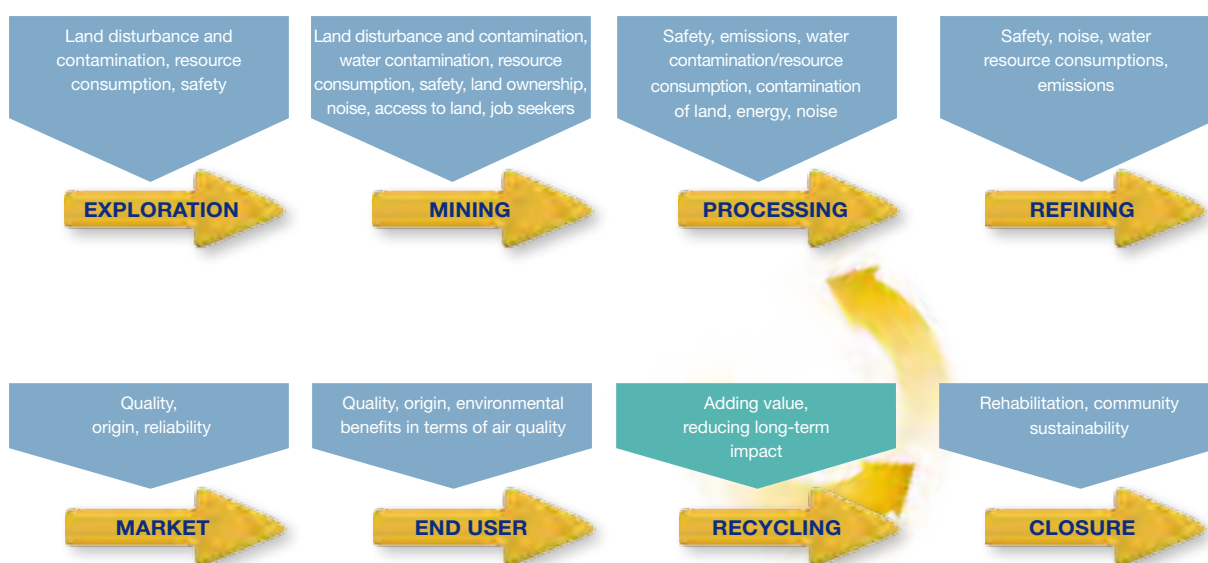 Land disturbance and
contamination, resource
consumption, safety
EXPLORATION
Land disturbance and contamination,
water contamination, resource
consumption, safety, land ownership,
noise, access to land, job seekers
MINING
Safety, emissions, water
contamination/resource
consumption, contamination
of land, energy, noise
PROCESSING
Safety, noise, water
resource consumptions,
emissions
REFINING
Quality,
origin, reliability
MARKET
Quality, origin, environmental
benefits in terms of air quality
END USER
Adding value,
reducing long-term
impact
RECYCLING
Rehabilitation, community
sustainability
CLOSURE